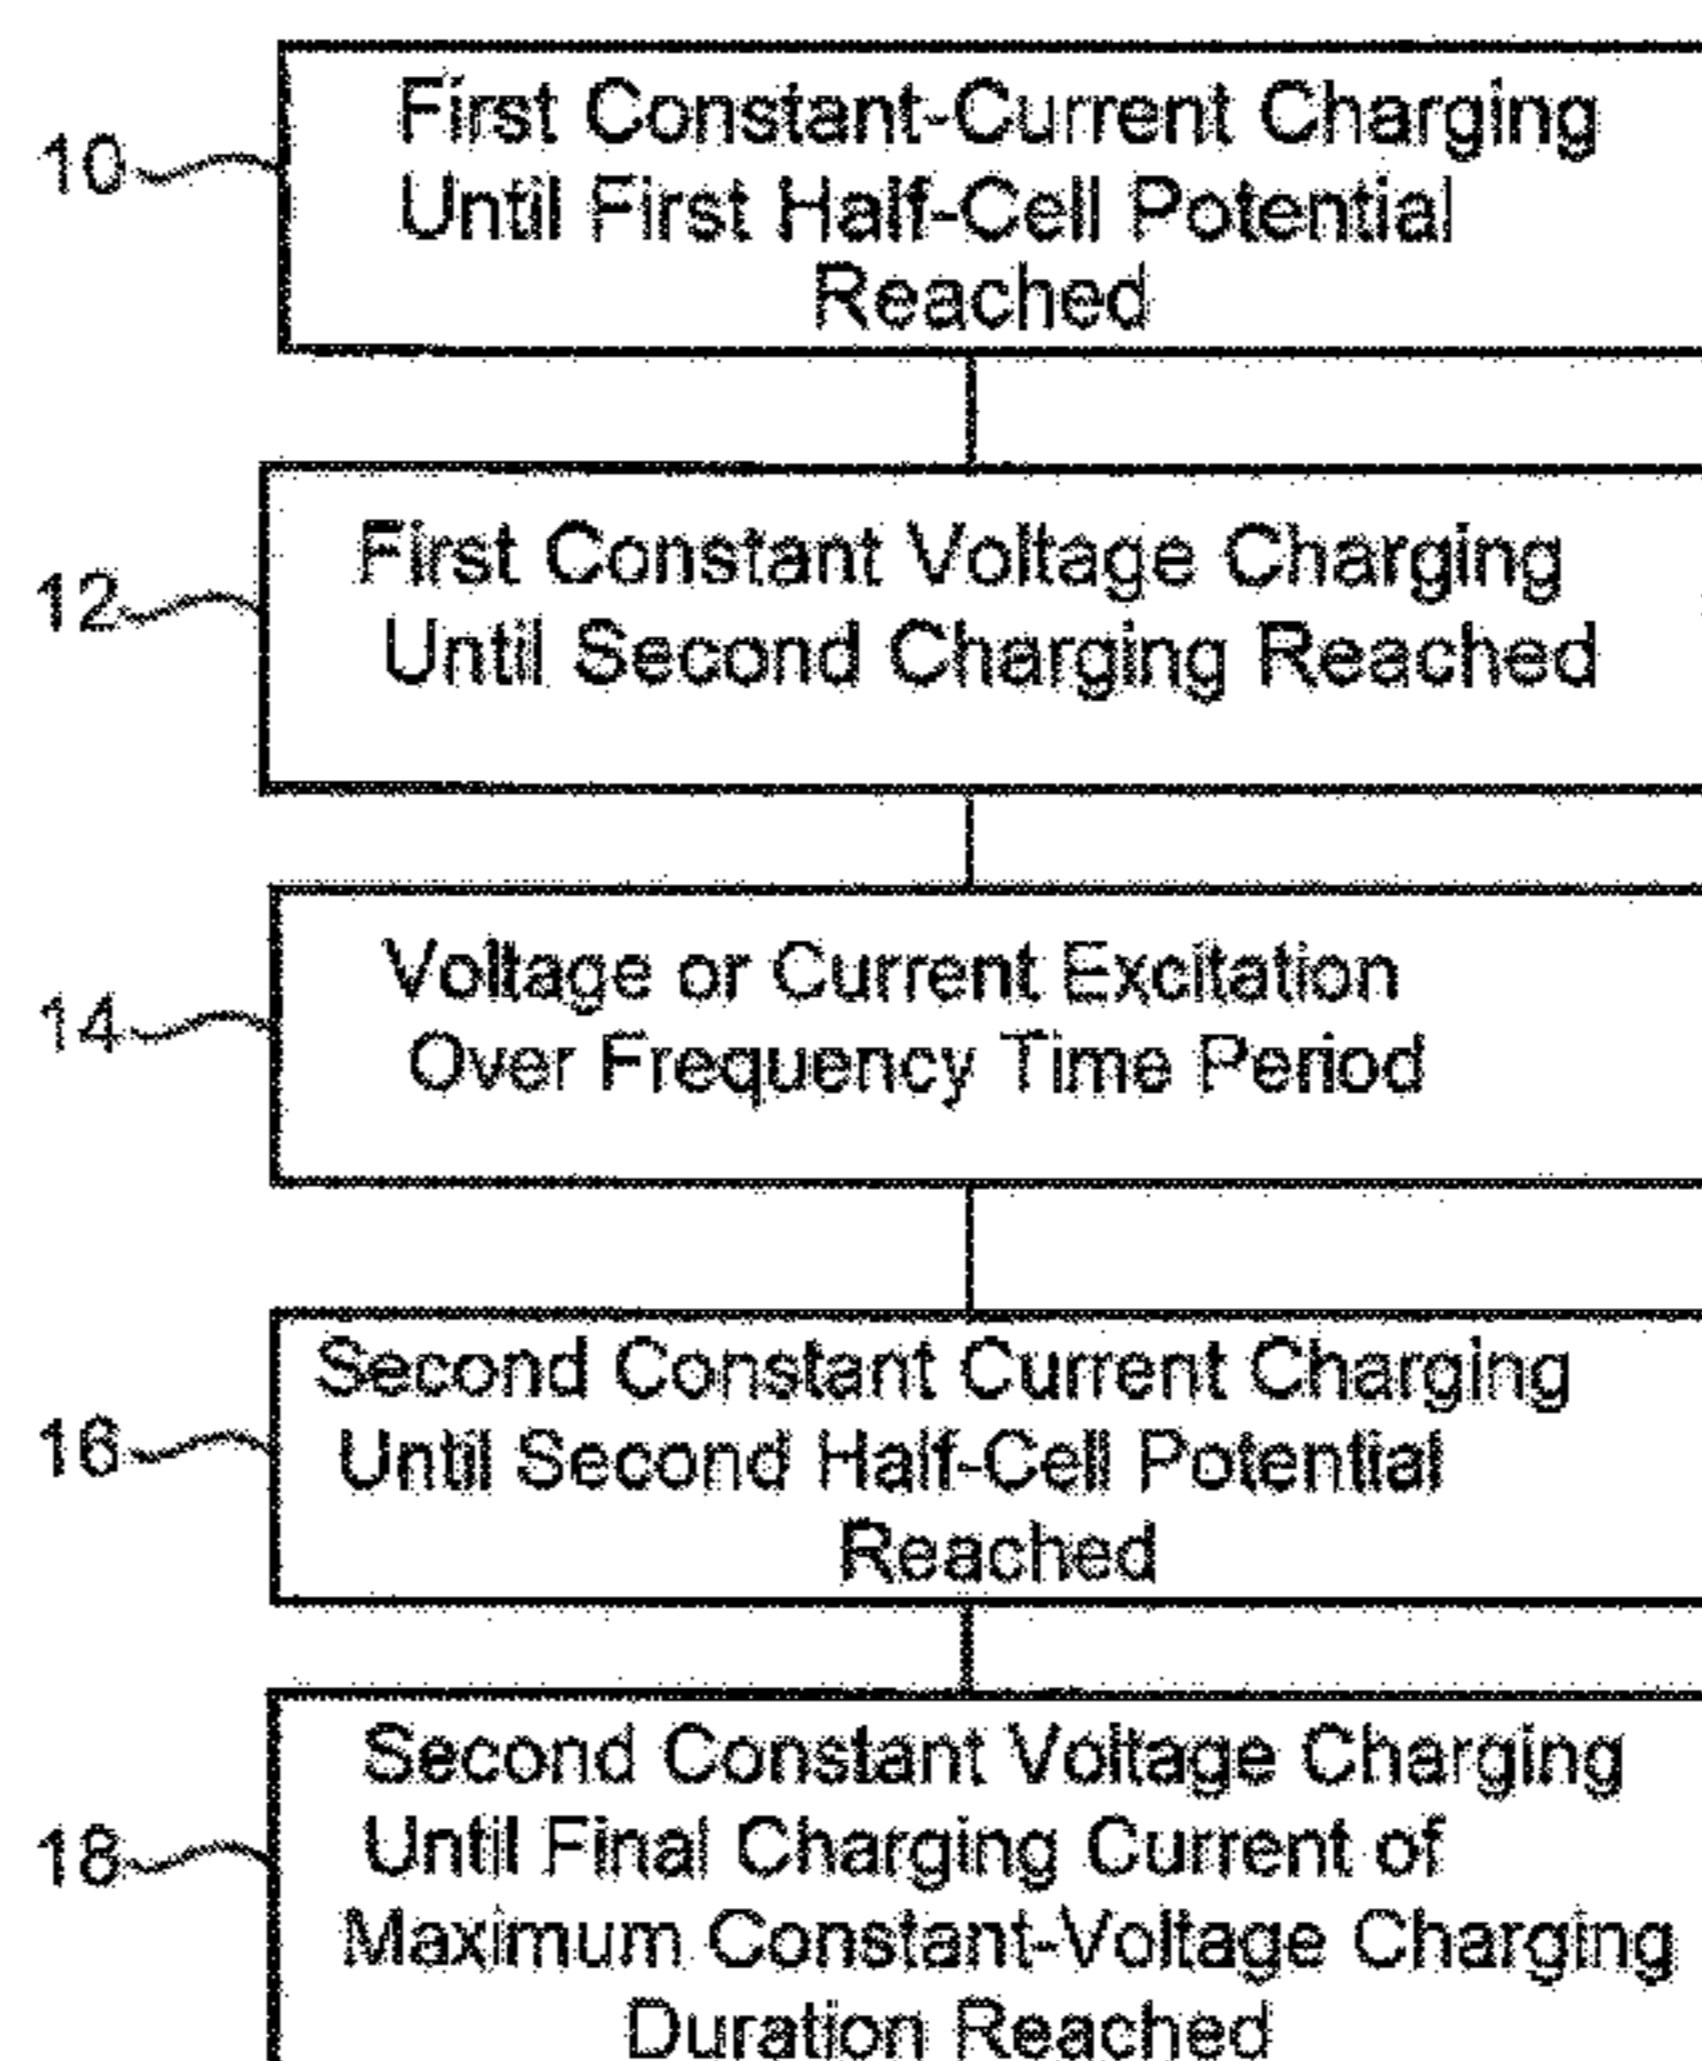 10
First Constant-Current Charging
Until First Half-Cell Potential
Reached
12
First Constant Voltage Charging
Until Second Charging Reached
14
Voltage or Current Excitation
Over Frequency Time Period
16
Second Constant Current Charging
Until Second Half-Cell Potential
Reached
18
Second Constant Voltage Charging
Until Final Charging Current of
Maximum Constant-Voltage Charging
Duration Reached